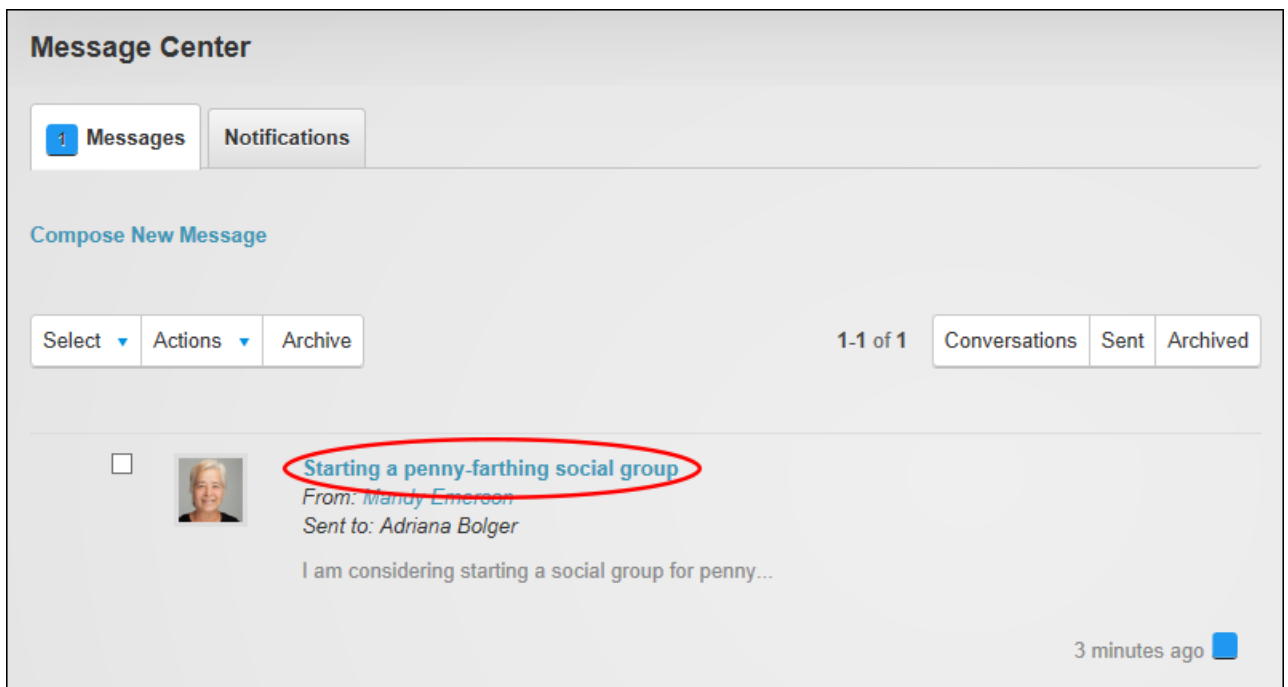 Message Center
1 Messages Notifications
Compose New Message
Select Actions Archive 1-1 of 1 Conversations Sent Archived
Starting a penny-farthing social group
From: Mandy Emerson
Sent to: Adriana Bolger
I am considering starting a social group for penny...
3 minutes ago